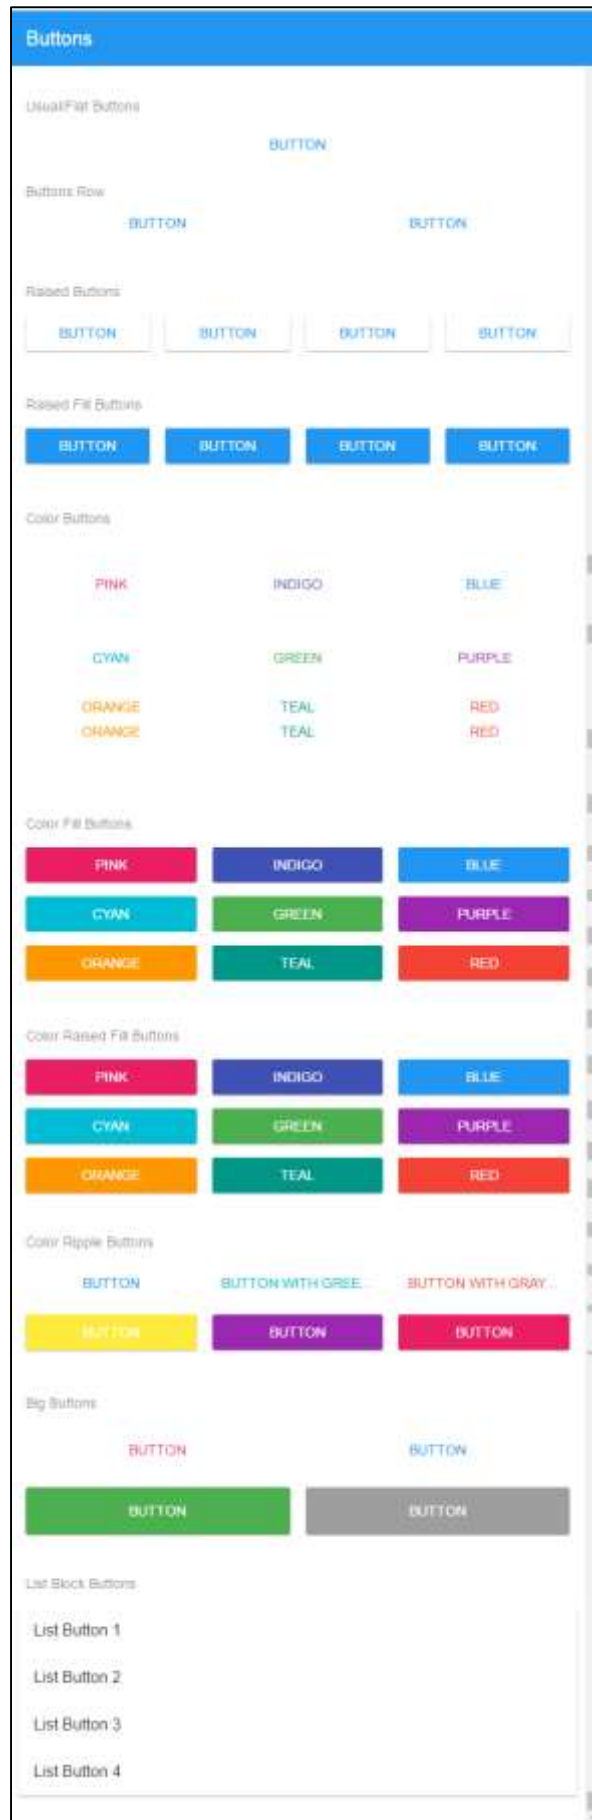 Buttons
Usual/Flat Buttons
BUTTON
Buttons Row
BUTTON BUTTON
Raised Buttons
BUTTON BUTTON BUTTON BUTTON
Raised Fill Buttons
BUTTON BUTTON BUTTON BUTTON
Color Buttons
PINK INDIGO BLUE
CYAN GREEN PURPLE
ORANGE TEAL RED
ORANGE TEAL RED
Color Fill Buttons
PINK INDIGO BLUE
CYAN GREEN PURPLE
ORANGE TEAL RED
Color Raised Fill Buttons
PINK INDIGO BLUE
CYAN GREEN PURPLE
ORANGE TEAL RED
Color Ripple Buttons
BUTTON BUTTON WITH GREE... BUTTON WITH GRAY...
BUTTON BUTTON BUTTON
Big Buttons
BUTTON BUTTON
BUTTON BUTTON
List Block Buttons
List Button 1
List Button 2
List Button 3
List Button 4